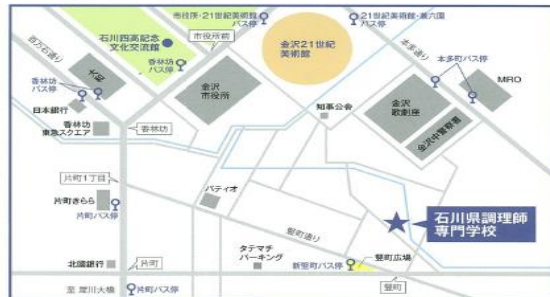 市役所・21世紀美術館
バス停
21世紀美術館・兼六園
バス停
百万石通り
石川四高記念
文化交流館
市役所前
金沢21世紀
美術館
本多通り
香林坊
バス停
本多町バス停
MRO
香林坊
バス停
大和
日本銀行
金沢
市役所
知事公舎
金沢
歌劇座
金沢中警察署
香林坊
東急スクエア
香林坊
片町1丁目
片町きらら
片町バス停
パティオ
竪町通り
石川県調理師
専門学校
北國銀行
片町
タテマチ
パーキング
新竪町バス停
竪町広場
至 犀川大橋
片町バス停
竪町